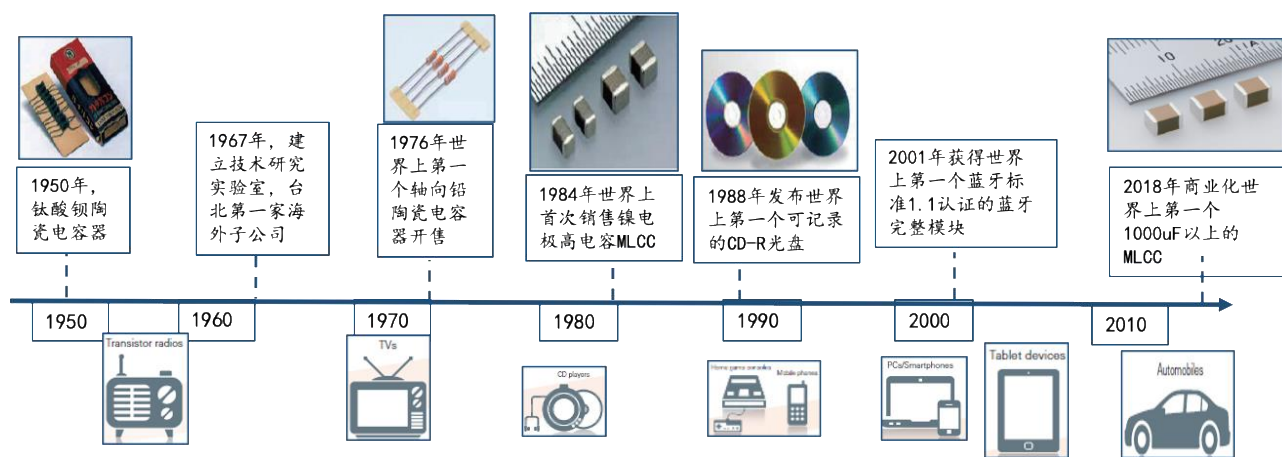 1950年，
钛酸钡陶
瓷电容器
1967年，建
立技术研究
实验室，台
北第一家海
外子公司
1976年世
界上第一
个轴向铅
陶瓷电容
器开售
1984年世界上
首次销售镍电
极高电容MLCC
1988年发布世界
上第一个可记录
的CD-R光盘
2001年获得世界
上第一个蓝牙标
准1.1认证的蓝牙
完整模块
2018年商业化世
界上第一个
1000uF以上的
MLCC
1950
1960
1970
1980
1990
2000
2010
Transistor radios
TVs
CD players
Home game consoles
Mobile phones
PCs/Smartphones
Tablet devices
Automobiles